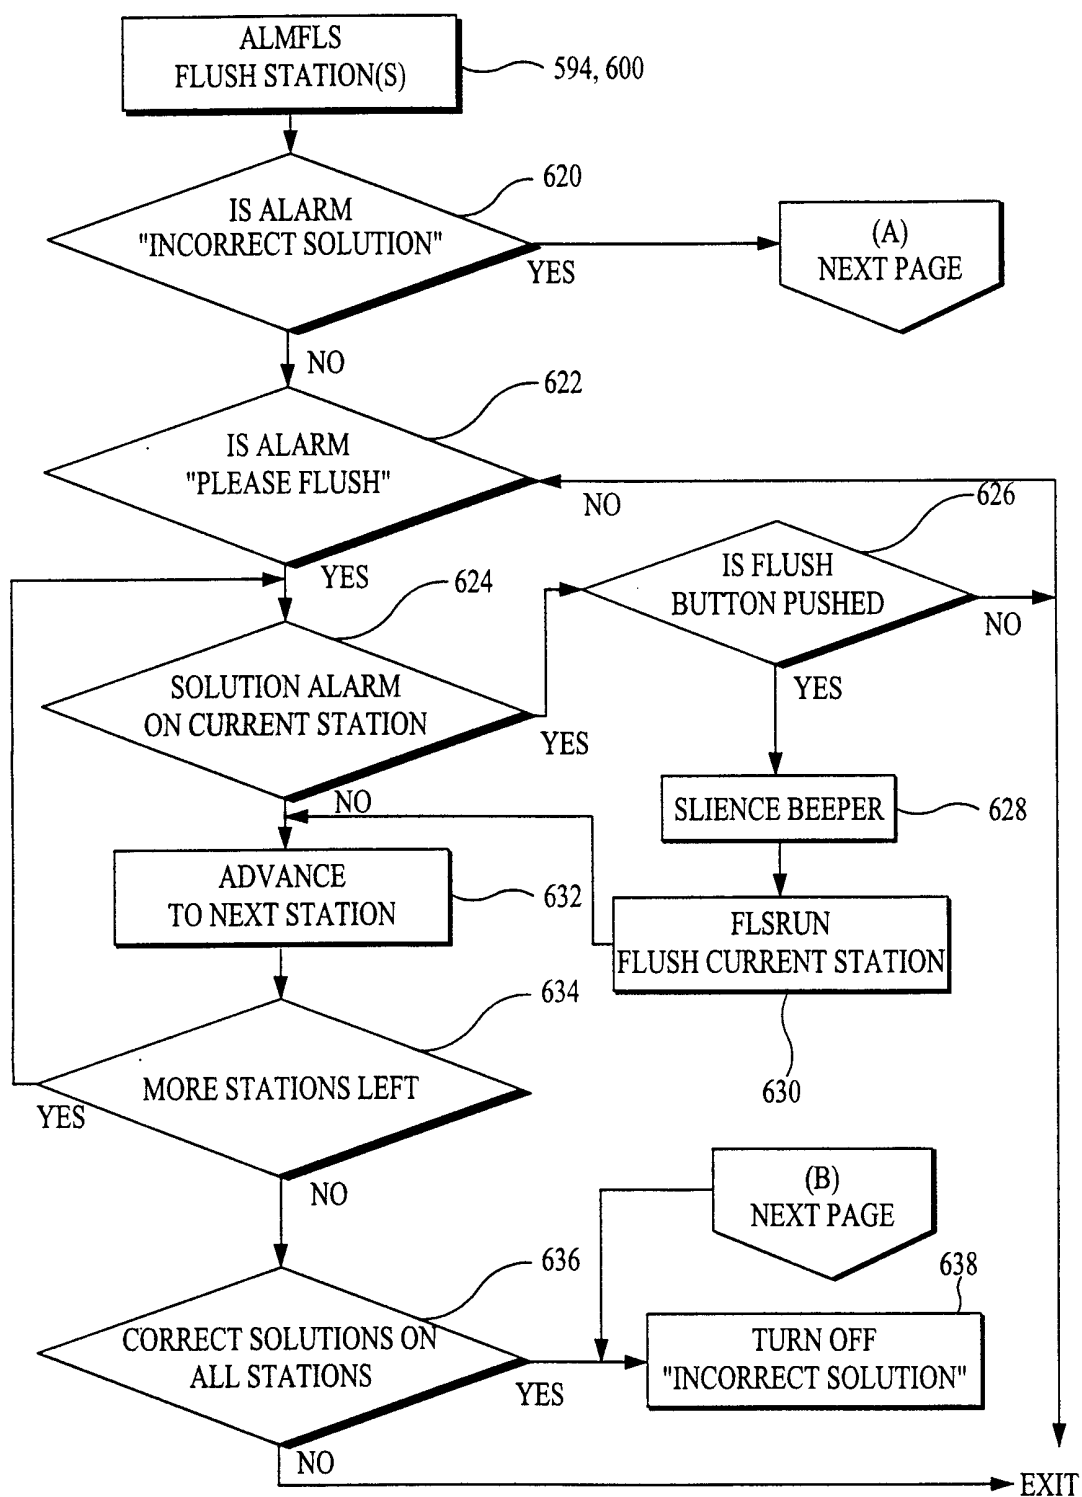 ALMFLS
FLUSH STATION(S)
594, 600
620
IS ALARM
"INCORRECT SOLUTION"
YES
(A)
NEXT PAGE
NO
622
IS ALARM
"PLEASE FLUSH"
NO
626
YES
624
IS FLUSH
BUTTON PUSHED
NO
YES
SOLUTION ALARM
ON CURRENT STATION
YES
NO
SLIENCE BEEPER
628
ADVANCE
TO NEXT STATION
632
FLSRUN
FLUSH CURRENT STATION
634
630
MORE STATIONS LEFT
YES
NO
(B)
NEXT PAGE
636
638
CORRECT SOLUTIONS ON
ALL STATIONS
YES
TURN OFF
"INCORRECT SOLUTION"
NO
EXIT